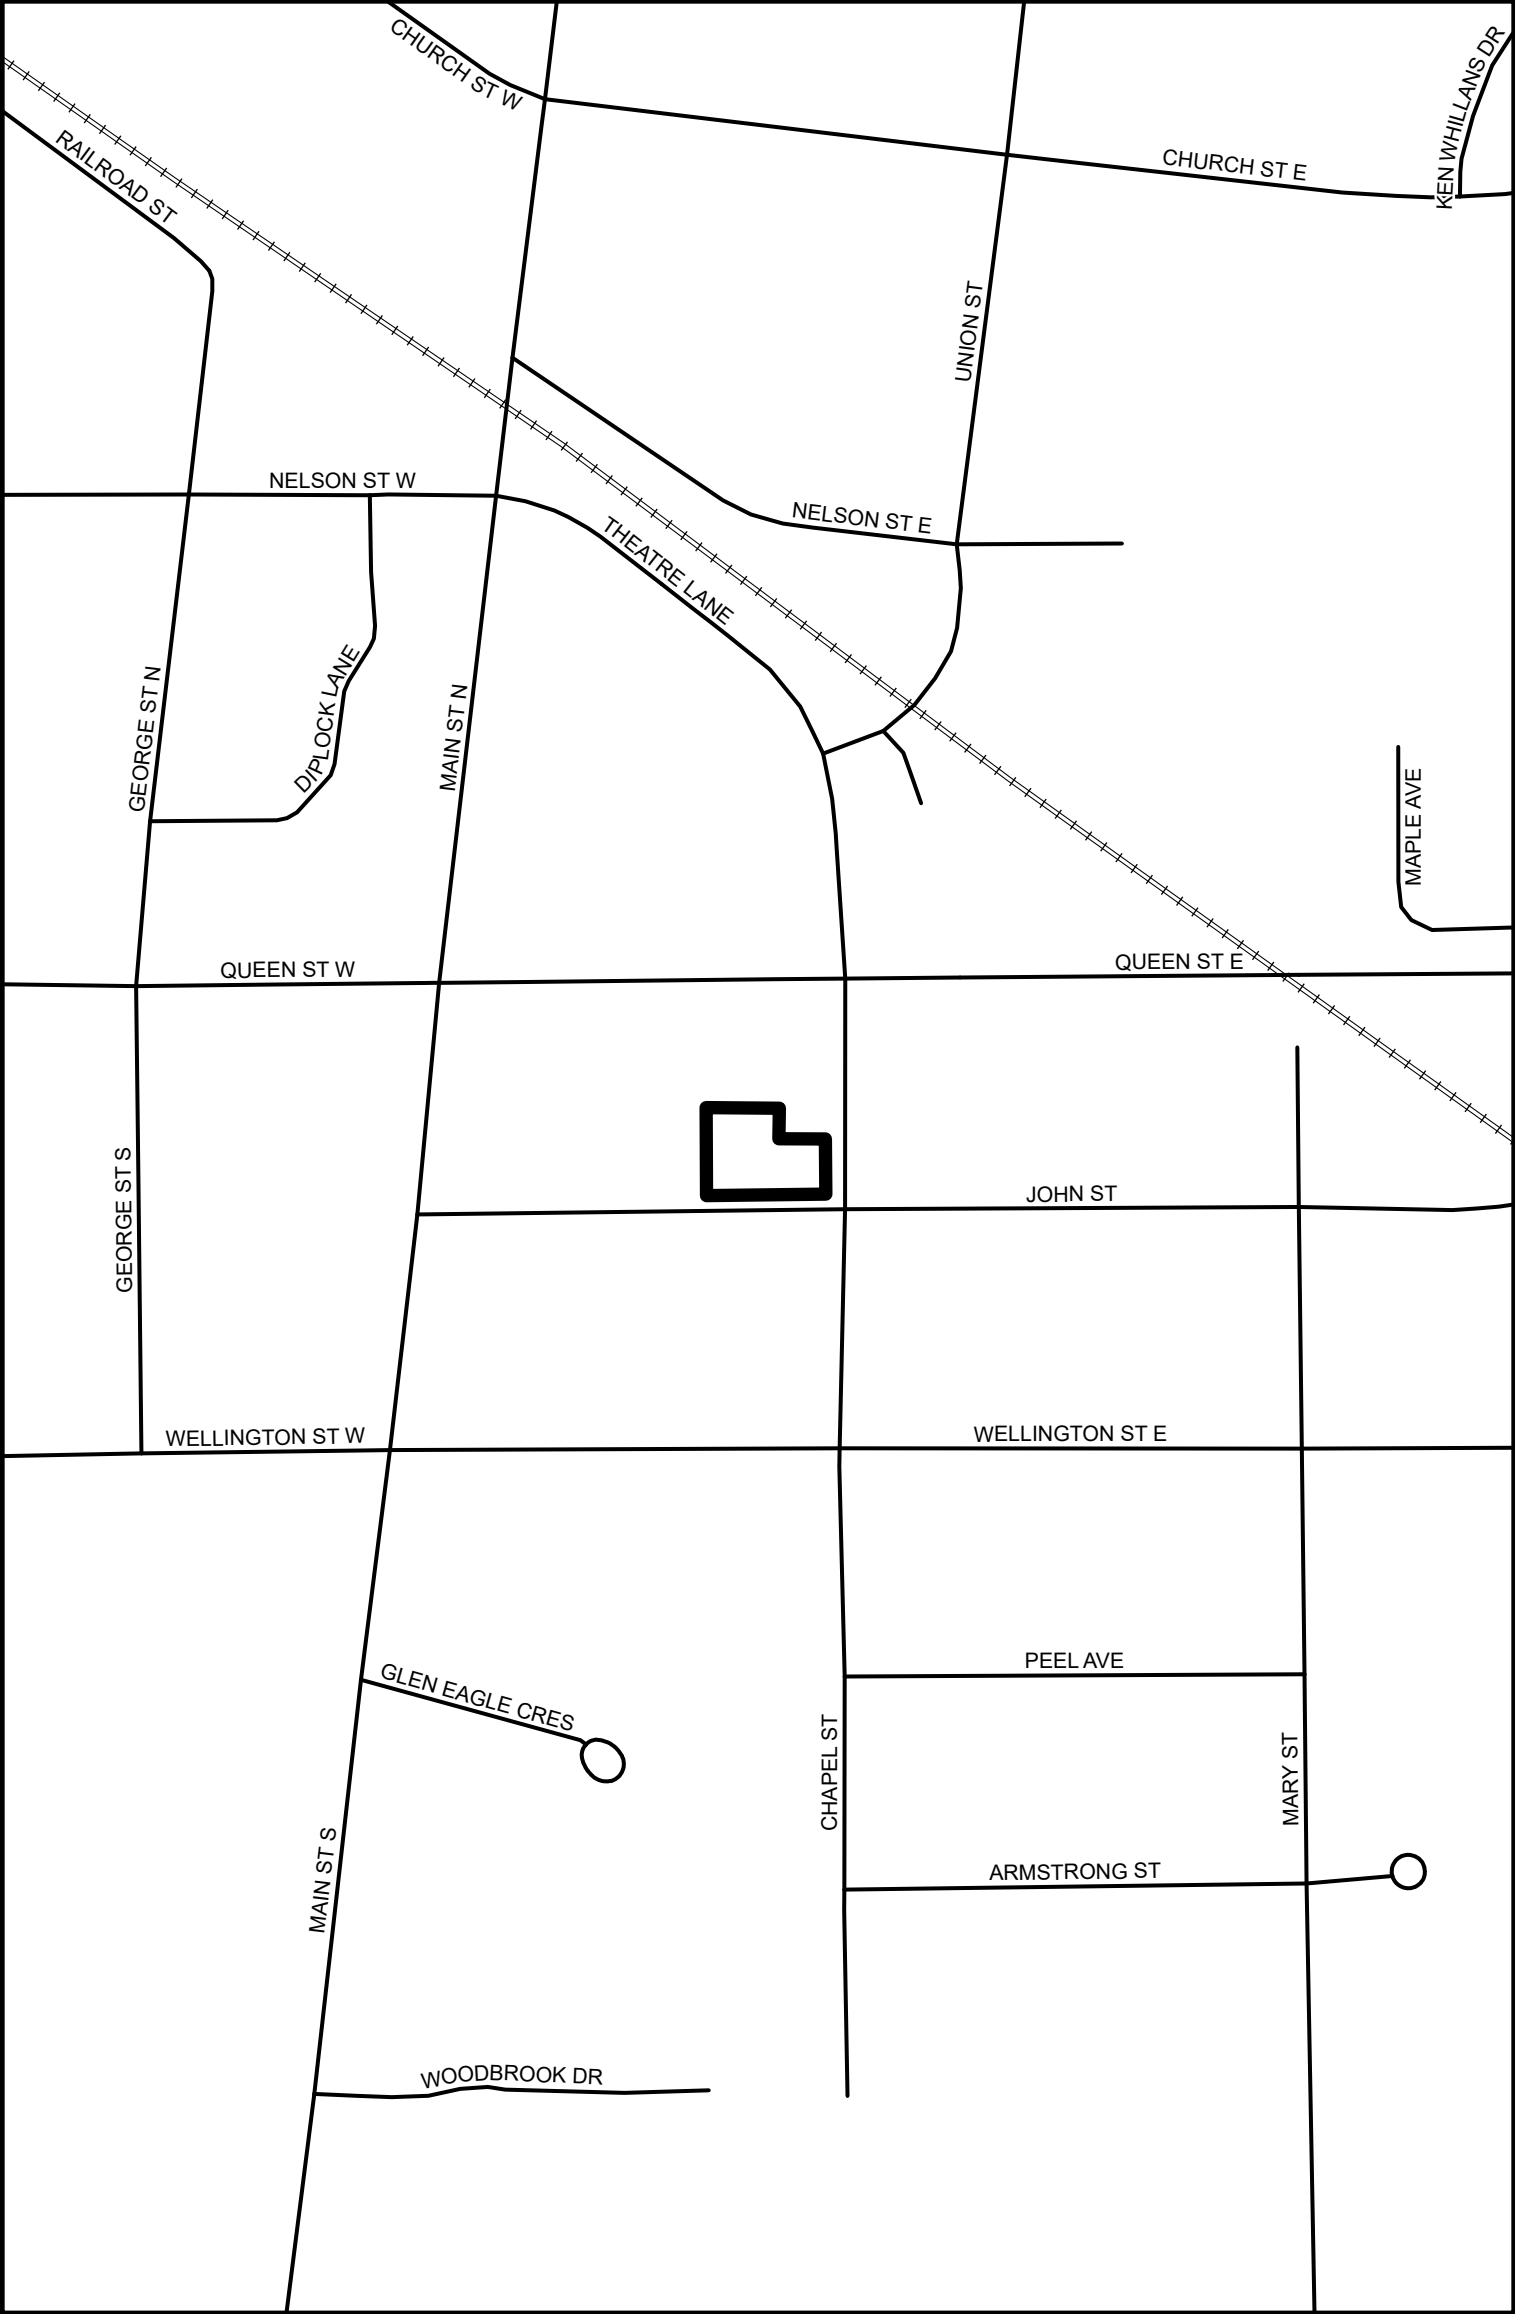 CHURCH ST W
KEN WHILLANS DR
RAILROAD ST
CHURCH ST E
UNION ST
NELSON ST W
NELSON ST E
THEATRE LANE
GEORGE ST N
DIPLOCK LANE
MAIN ST N
MAPLE AVE
QUEEN ST W
QUEEN ST E
GEORGE ST S
JOHN ST
WELLINGTON ST W
WELLINGTON ST E
GLEN EAGLE CRES
PEEL AVE
CHAPEL ST
MARY ST
MAIN ST S
ARMSTRONG ST
WOODBROOK DR